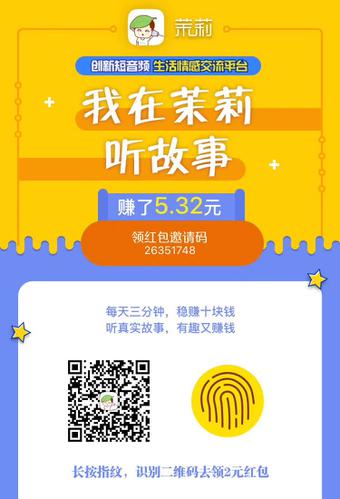 茉莉
创新短音频 生活情感交流平台
我在茉莉
听故事
赚了5.32元
领红包邀请码
26351748
每天三分钟，稳赚十块钱
听真实故事，有趣又赚钱
长按指纹，识别二维码去领2元红包